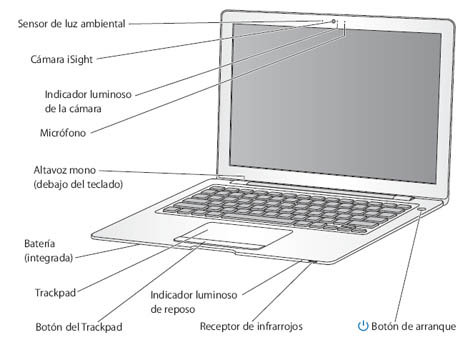 Sensor de luz ambiental
Cámara iSight
Indicador luminoso
de la cámara
Micrófono
Altavoz mono
(debajo del teclado)
Batería
(integrada)
Trackpad
Botón del Trackpad
Indicador luminoso
de reposo
Receptor de infrarrojos
Botón de arranque